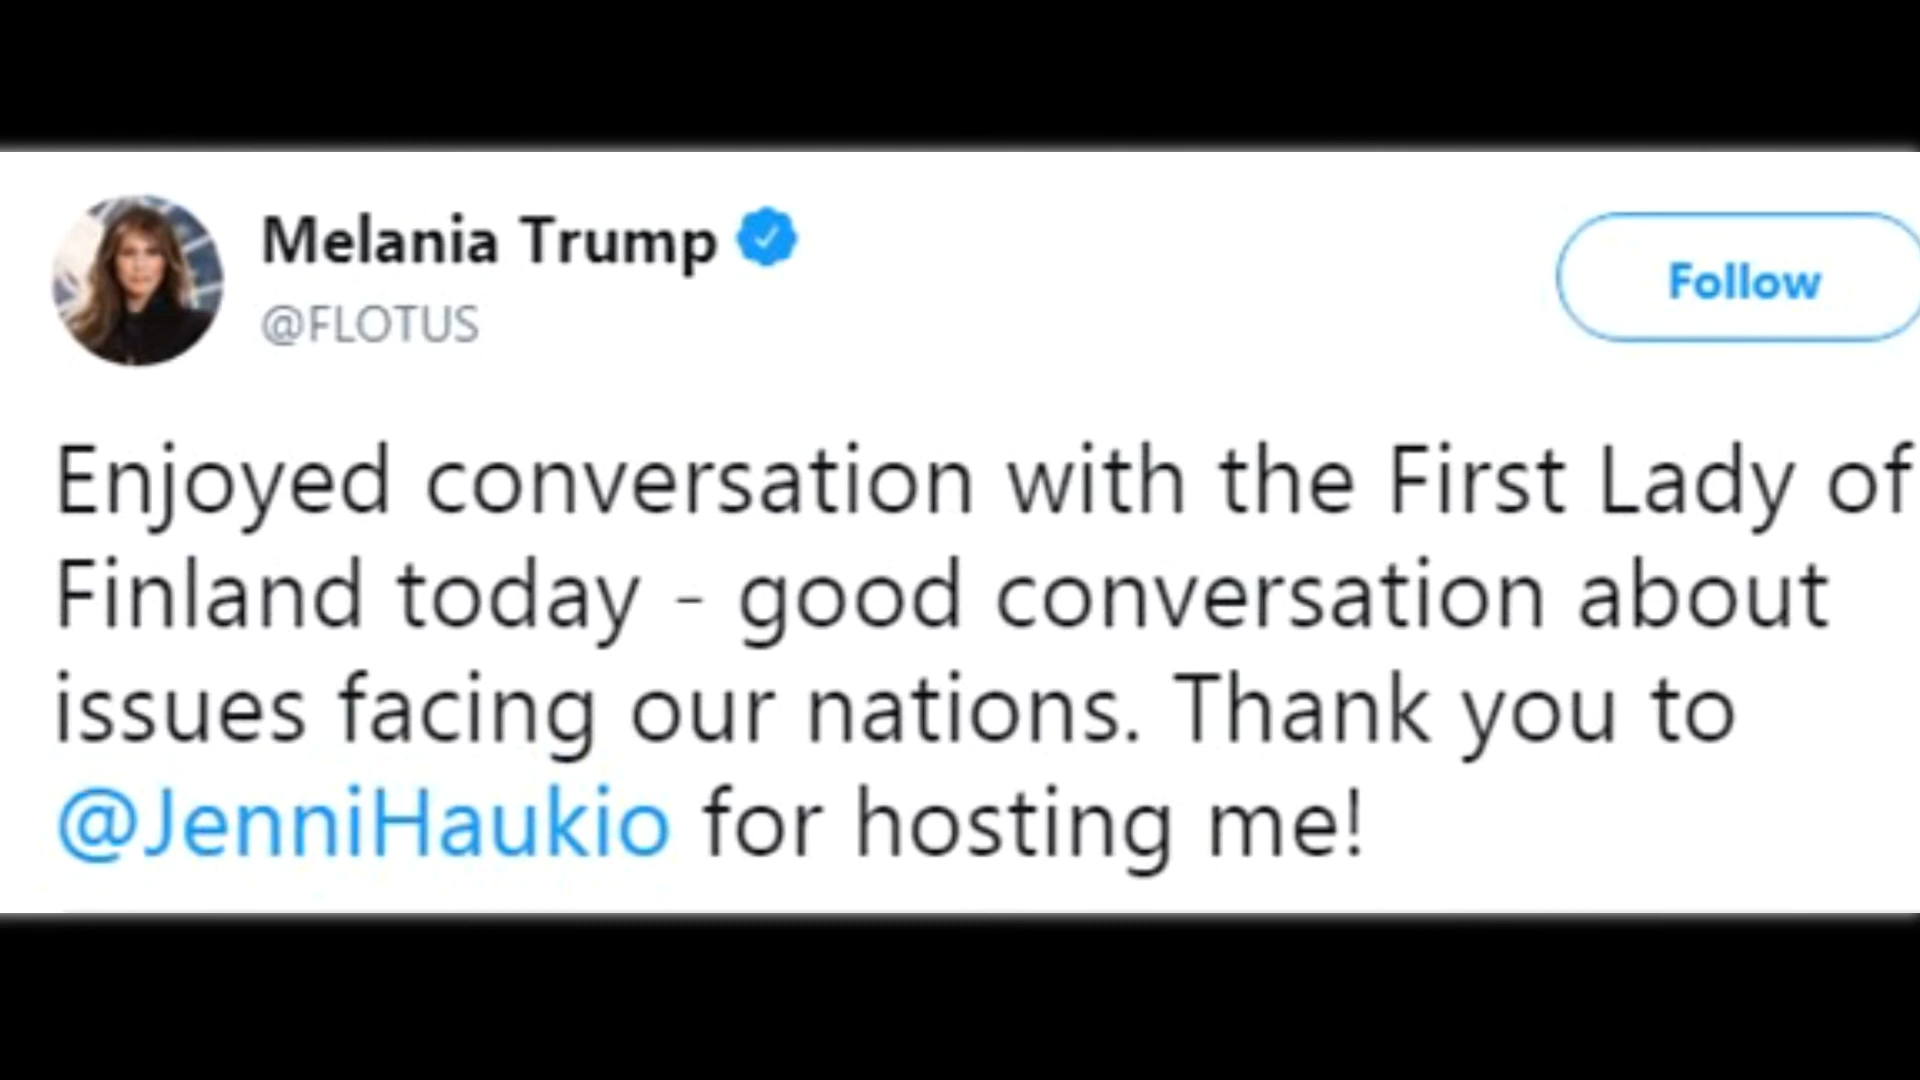 Melania Trump
@FLOTUS
Follow
Enjoyed conversation with the First Lady of
Finland today - good conversation about
issues facing our nations. Thank you to
@JenniHaukio for hosting me!